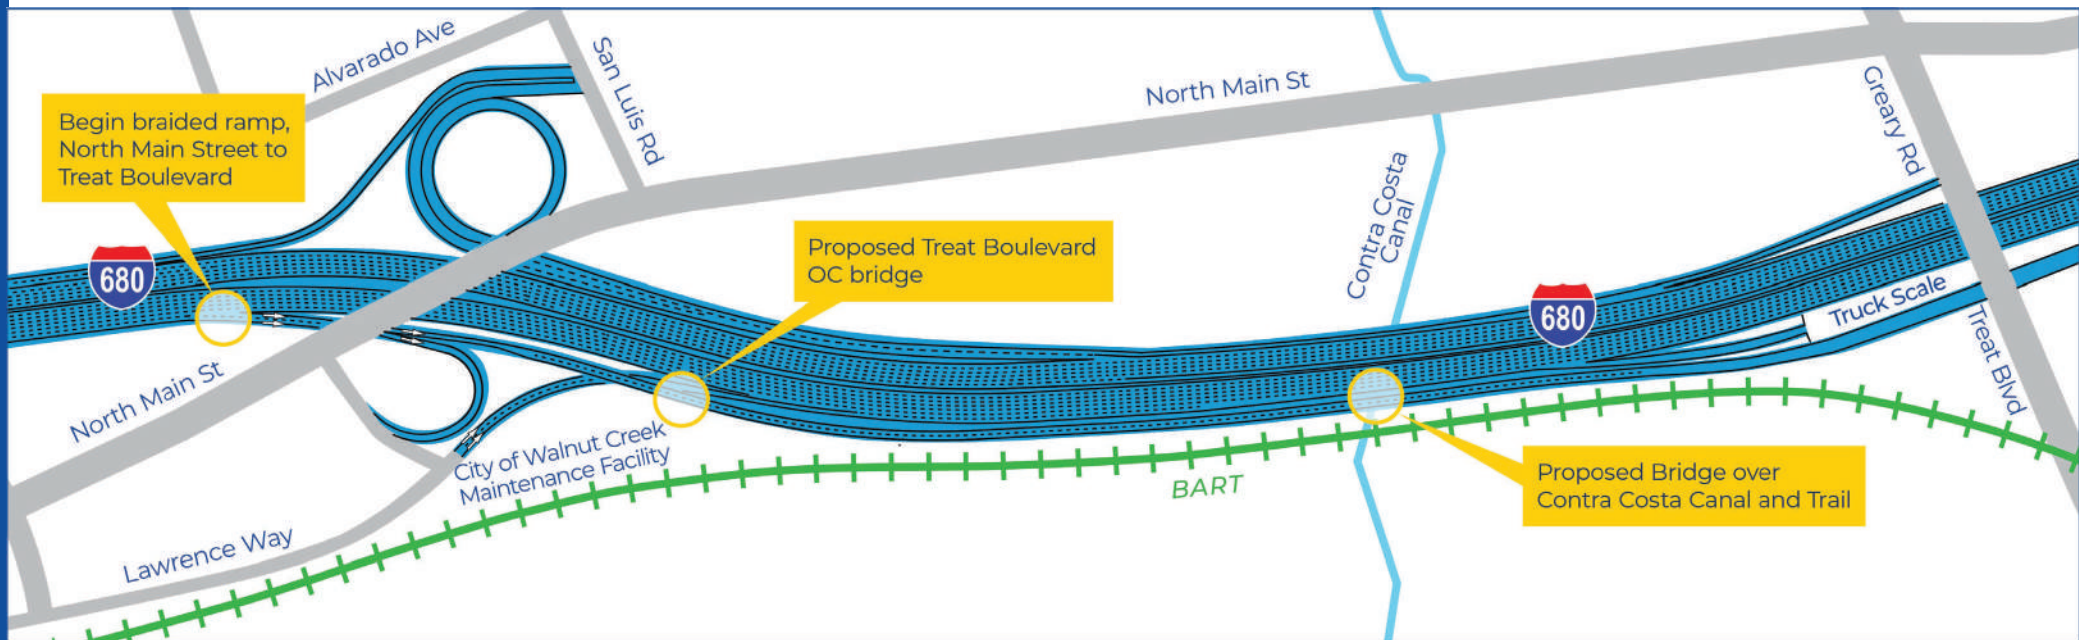 Alvarado Ave
San Luis Rd
North Main St
Greary Rd
Begin braided ramp,
North Main Street to
Treat Boulevard
Contra Costa
Canal
Proposed Treat Boulevard
OC bridge
680
680
Truck Scale
Treat Blvd
North Main St
City of Walnut Creek
Maintenance Facility
BART
Proposed Bridge over
Contra Costa Canal and Trail
Lawrence Way